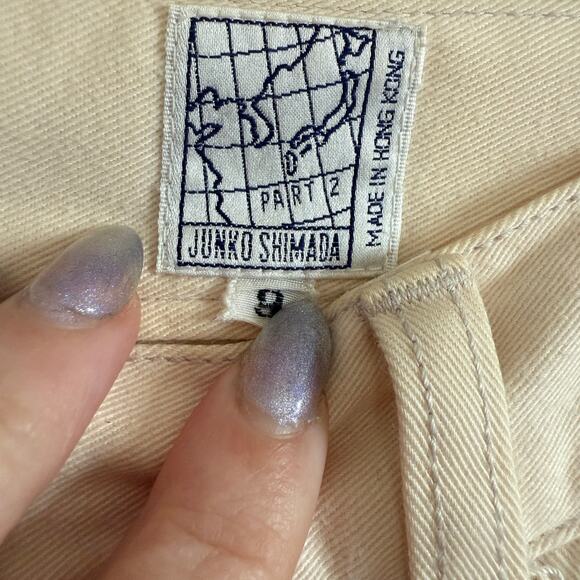 PART 2
JUNKO SHIMADA
MADE IN HONG KONG
9